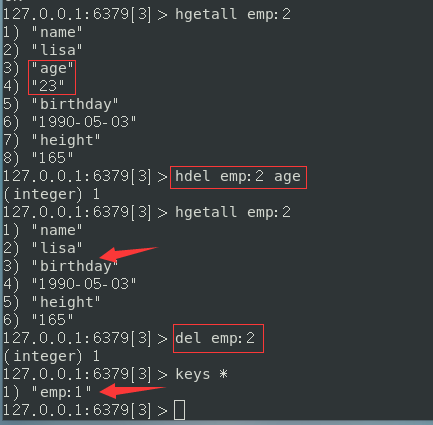 127.0.0.1:6379[3]> hgetall emp:2
1) "name"
2) "lisa"
3) "age"
4) "23"
5) "birthday"
6) "1990-05-03"
7) "height"
8) "165"
127.0.0.1:6379[3]> hdel emp:2 age
(integer) 1
127.0.0.1:6379[3]> hgetall emp:2
1) "name"
2) "lisa"
3) "birthday"
4) "1990-05-03"
5) "height"
6) "165"
127.0.0.1:6379[3]> del emp:2
(integer) 1
127.0.0.1:6379[3]> keys *
1) "emp:1"
127.0.0.1:6379[3]>